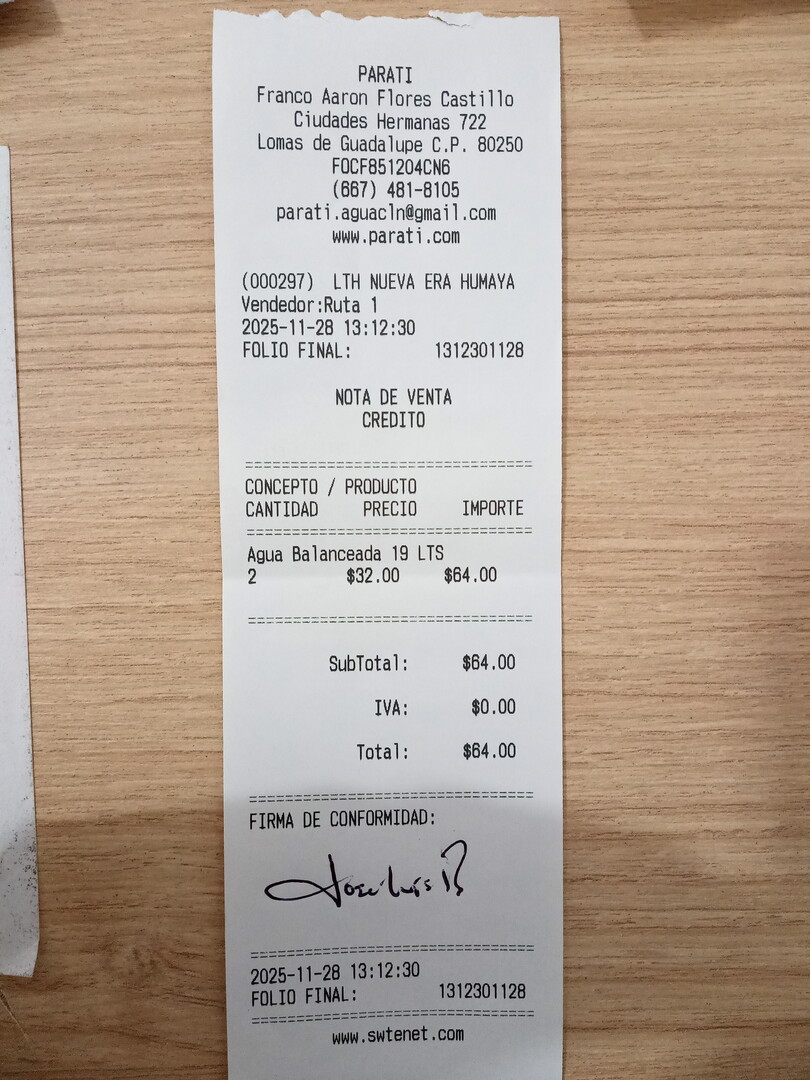 PARATI
Franco Aaron Flores Castillo
Ciudades Hermanas 722
Lomas de Guadalupe C.P. 80250
FOCF851204CN6
(667) 481-8105
parati.aguacln@gmail.com
www.parati.com
(000297) LTH NUEVA ERA HUMAYA
Vendedor:Ruta 1
2025-11-28 13:12:30
FOLIO FINAL: 1312301128
NOTA DE VENTA
CREDITO
================================
CONCEPTO / PRODUCTO
CANTIDAD PRECIO IMPORTE
================================
Agua Balanceada 19 LTS
2 $32.00 $64.00
================================
SubTotal: $64.00
IVA: $0.00
Total: $64.00
================================
FIRMA DE CONFORMIDAD:
José Luis B
================================
2025-11-28 13:12:30
FOLIO FINAL: 1312301128
================================
www.swtenet.com